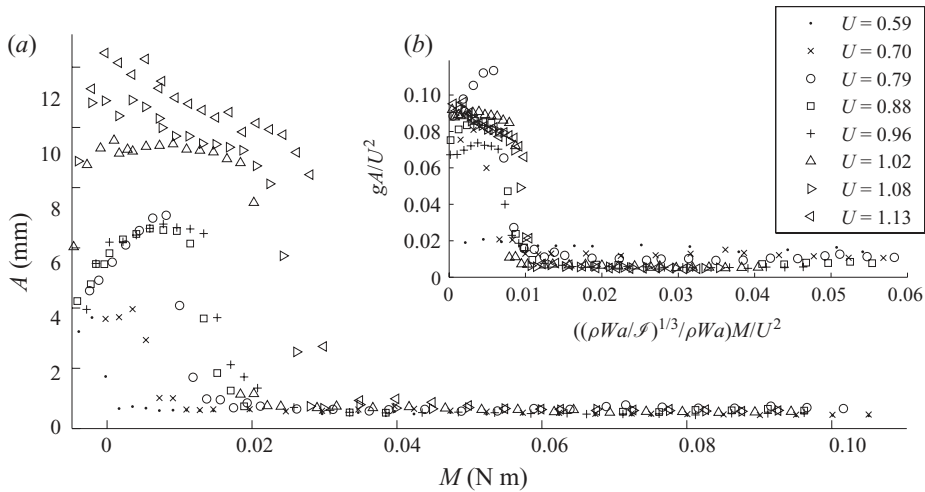 (a)
12
10
8
6
4
2
0
A (mm)
0
0.02
0.04
0.06
0.08
0.10
M (N m)
(b)
0.10
0.08
0.06
0.04
0.02
0
gA/U²
0
0.01
0.02
0.03
0.04
0.05
0.06
((ρWa/ℐ)^{1/3}/ρWa)M/U²
U = 0.59
U = 0.70
U = 0.79
U = 0.88
U = 0.96
U = 1.02
U = 1.08
U = 1.13